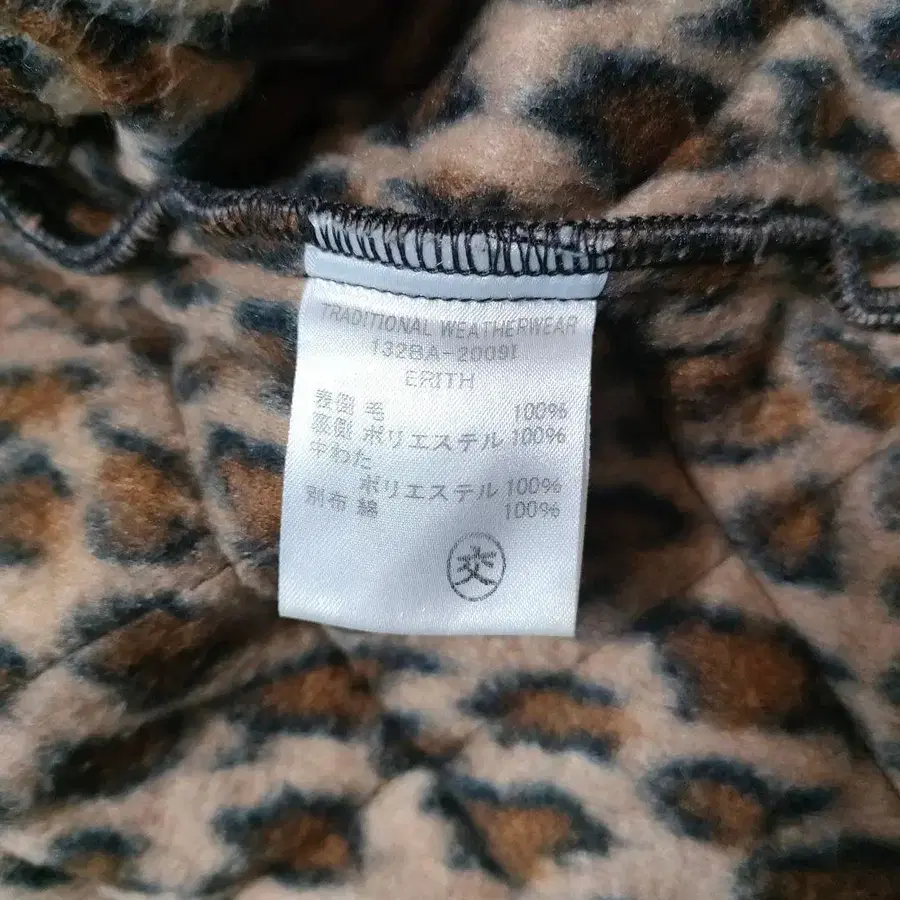 TRADITIONAL WEATHERWEAR
132BA-2009I
ERITH
表側 毛 100%
裏側 ポリエステル 100%
中わた
ポリエステル 100%
別布 綿 100%
交